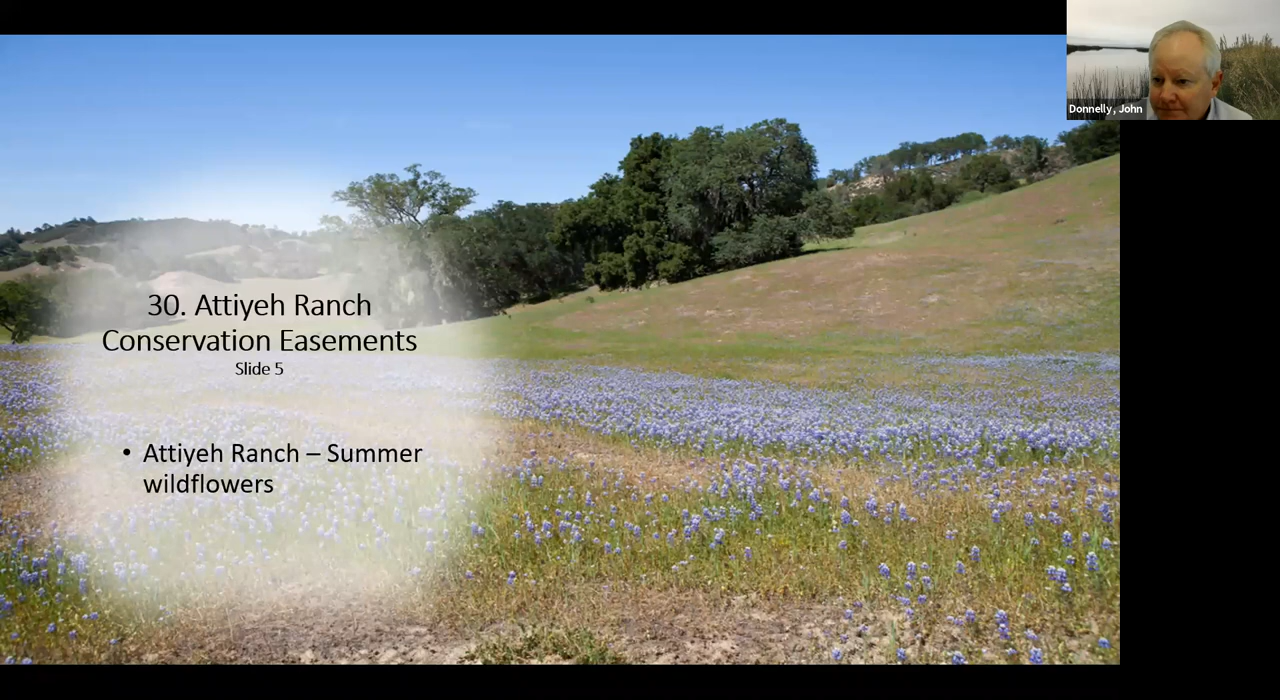 Donnelly, John
30. Attiyeh Ranch
Conservation Easements
Slide 5
• Attiyeh Ranch – Summer
wildflowers